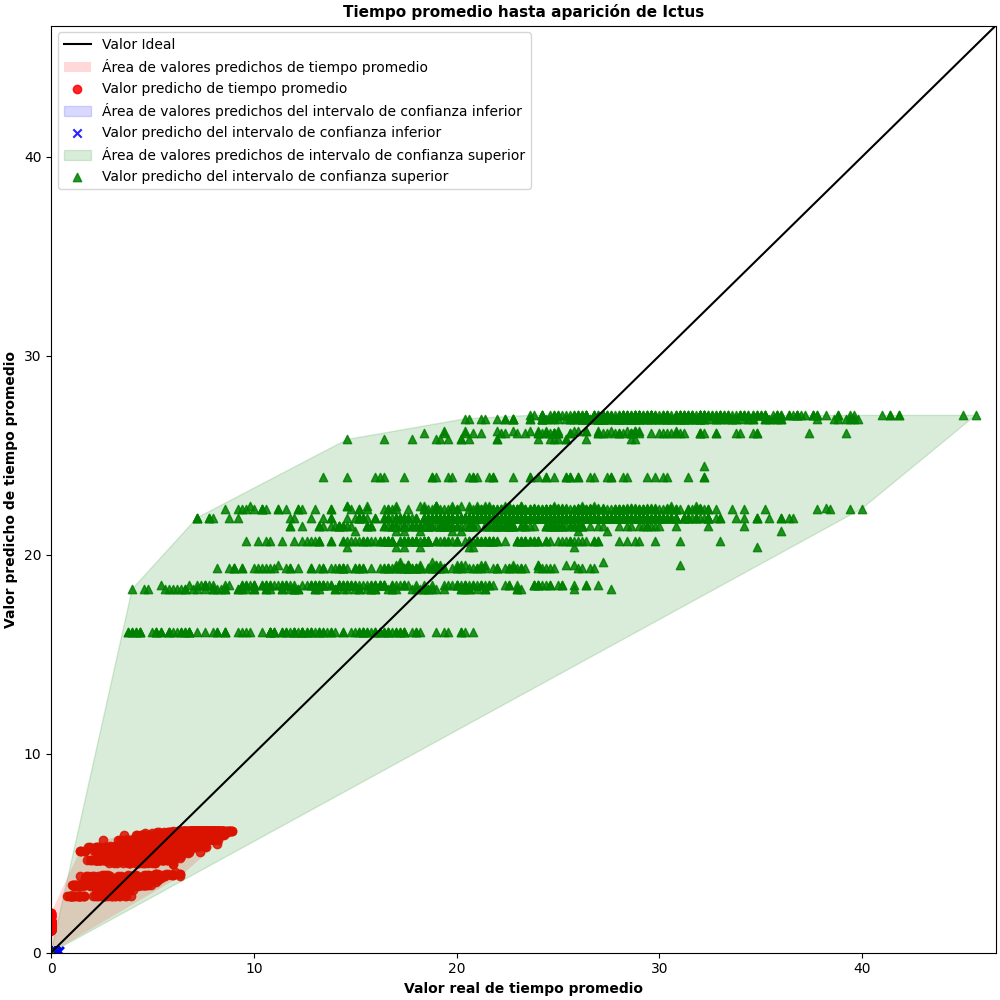 Tiempo promedio hasta aparición de Ictus
Valor Ideal
Área de valores predichos de tiempo promedio
Valor predicho de tiempo promedio
Área de valores predichos del intervalo de confianza inferior
Valor predicho del intervalo de confianza inferior
Área de valores predichos de intervalo de confianza superior
Valor predicho del intervalo de confianza superior
Valor predicho de tiempo promedio
40
30
20
10
0
0 10 20 30 40
Valor real de tiempo promedio